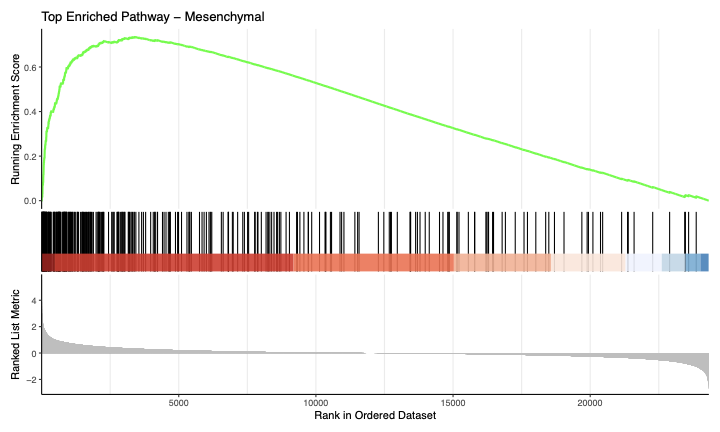 Top Enriched Pathway – Mesenchymal
Running Enrichment Score
0.6
0.4
0.2
0.0
Ranked List Metric
4
2
0
−2
5000 10000 15000 20000
Rank in Ordered Dataset